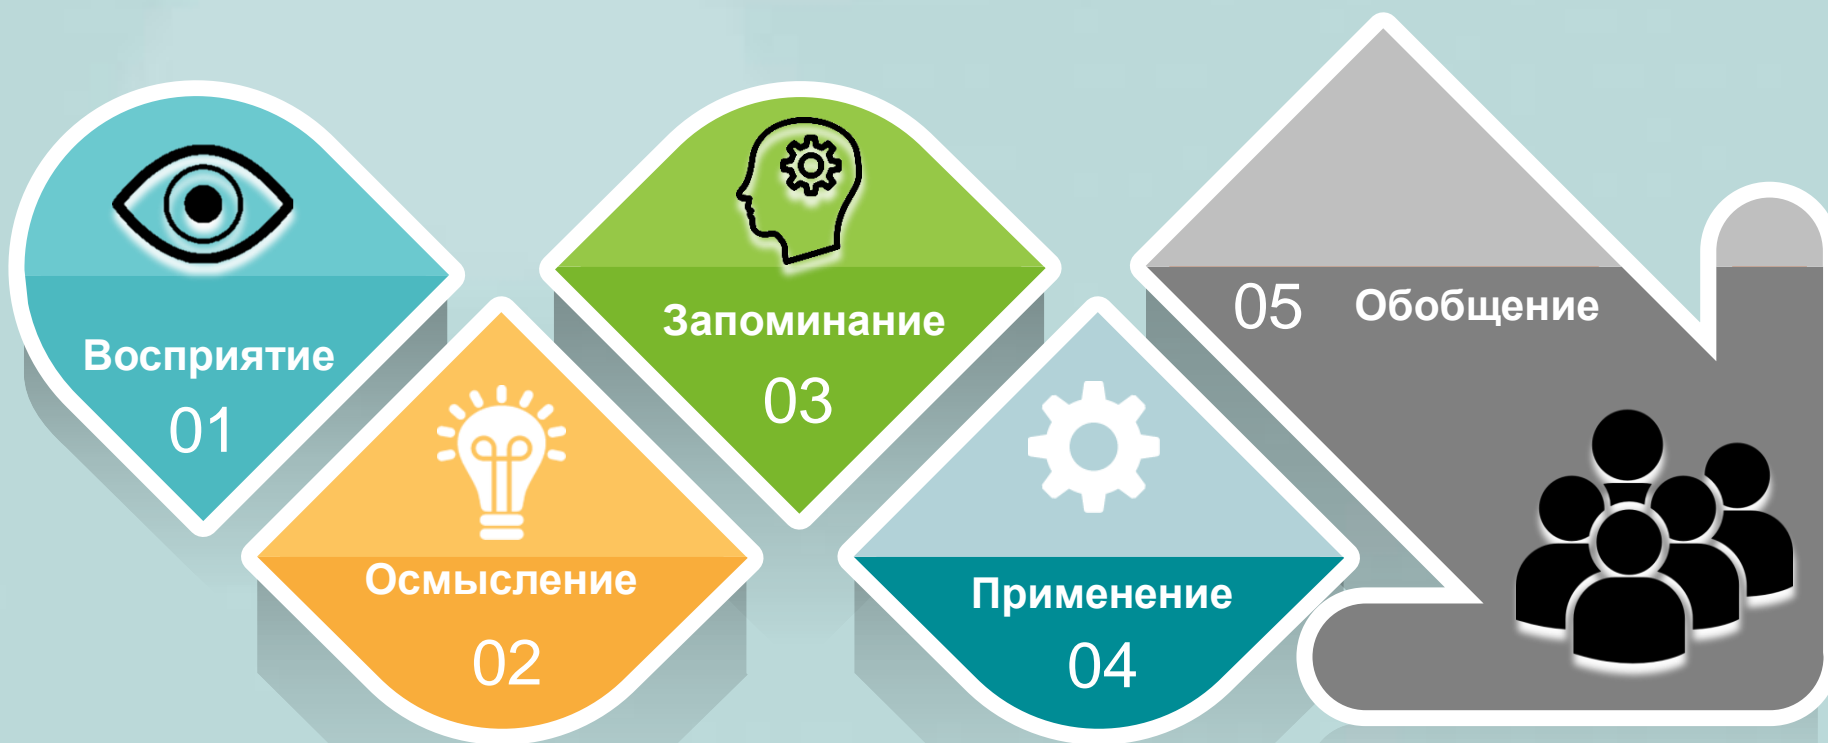 Восприятие
01
Осмысление
02
Запоминание
03
Применение
04
05 Обобщение